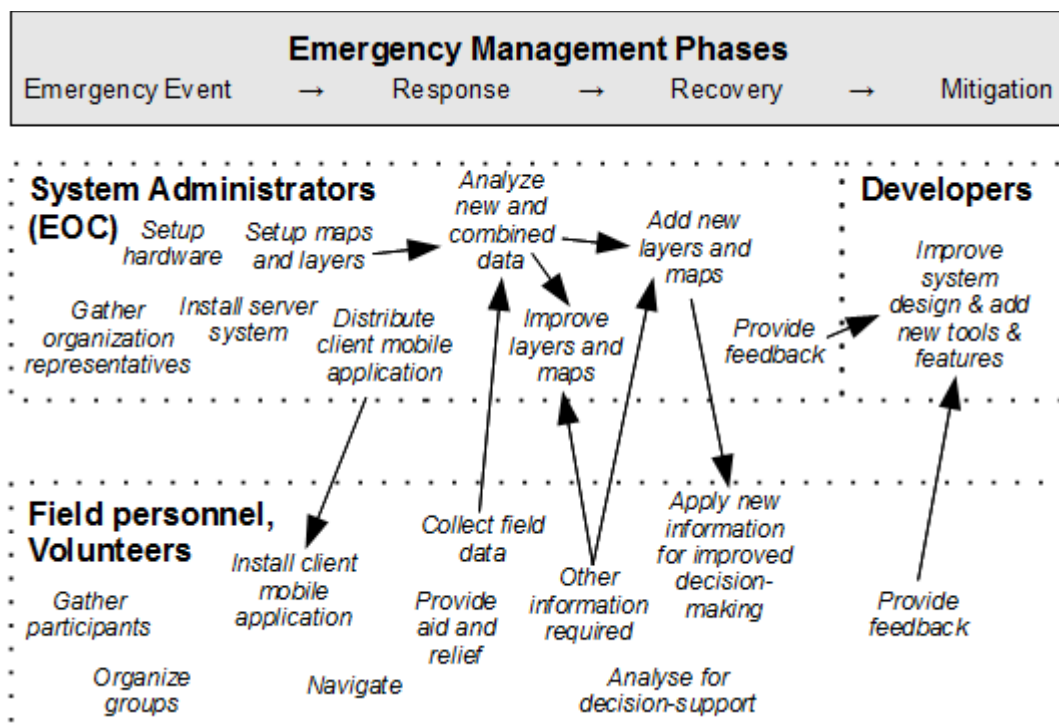 Emergency Management Phases
Emergency Event → Response → Recovery → Mitigation
System Administrators
(EOC)
Setup
hardware
Setup maps
and layers
Analyze
new and
combined
data
Add new
layers and
maps
Gather
organization
representatives
Install server
system
Distribute
client mobile
application
Improve
layers and
maps
Provide
feedback
Developers
Improve
system
design & add
new tools &
features
Field personnel,
Volunteers
Gather
participants
Install client
mobile
application
Collect field
data
Provide
aid and
relief
Other
information
required
Apply new
information
for improved
decision-
making
Provide
feedback
Organize
groups
Navigate
Analyse for
decision-support